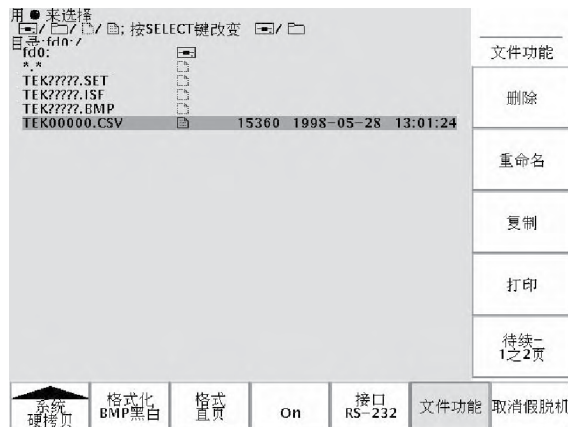 用 来选择
/ / / : 按SELECT键改变 /
目录:fd0:/
fd0:
*.*
TEK?????.SET
TEK?????.ISF
TEK?????.BMP
TEK00000.CSV 15360 1998-05-28 13:01:24
文件功能
删除
重命名
复制
打印
待续-
1之2页
系统
硬拷贝
格式化
BMP黑白
格式
直页
On
接口
RS-232
文件功能
取消假脱机